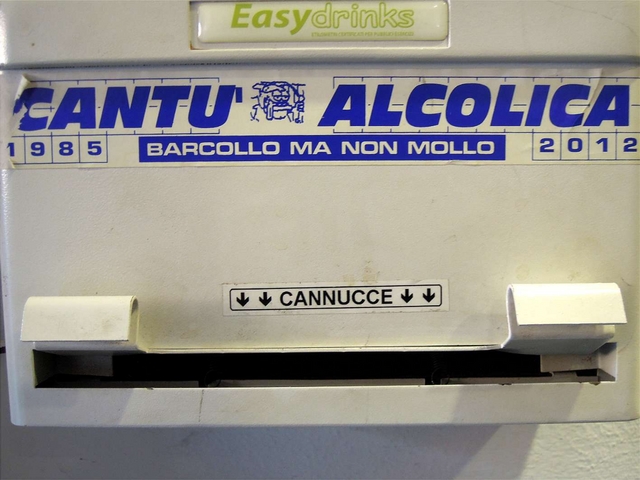 Easydrinks
CANTU' ALCOLICA
1985 BARCOLLO MA NON MOLLO 2012
↓ ↓ CANNUCCE ↓ ↓